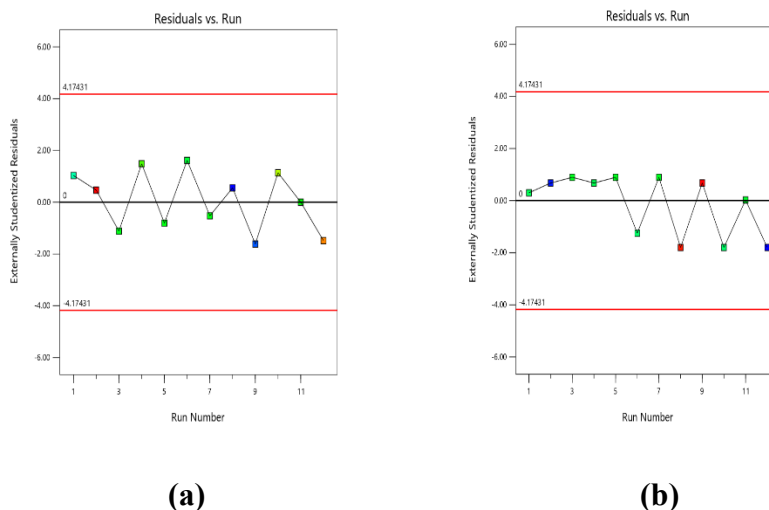 Residuals vs. Run
6.00
4.17431
4.00
2.00
0
0.00
-2.00
-4.17431
-4.00
-6.00
Externally Studentized Residuals
1 3 5 7 9 11
Run Number
(a)
Residuals vs. Run
6.00
4.17431
4.00
2.00
0
0.00
-2.00
-4.17431
-4.00
-6.00
Externally Studentized Residuals
1 3 5 7 9 11
Run Number
(b)